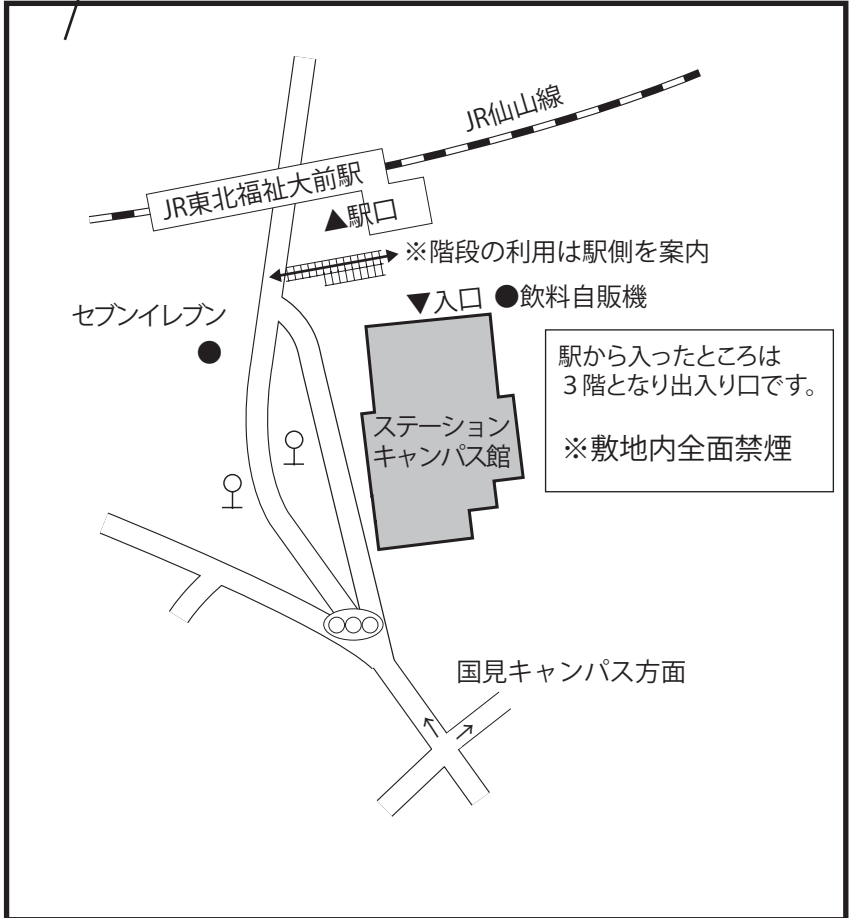 JR仙山線
JR東北福祉大前駅
▲駅口
※階段の利用は駅側を案内
▼入口 ●飲料自販機
セブンイレブン
駅から入ったところは
3階となり出入り口です。
※敷地内全面禁煙
ステーション
キャンパス館
国見キャンパス方面